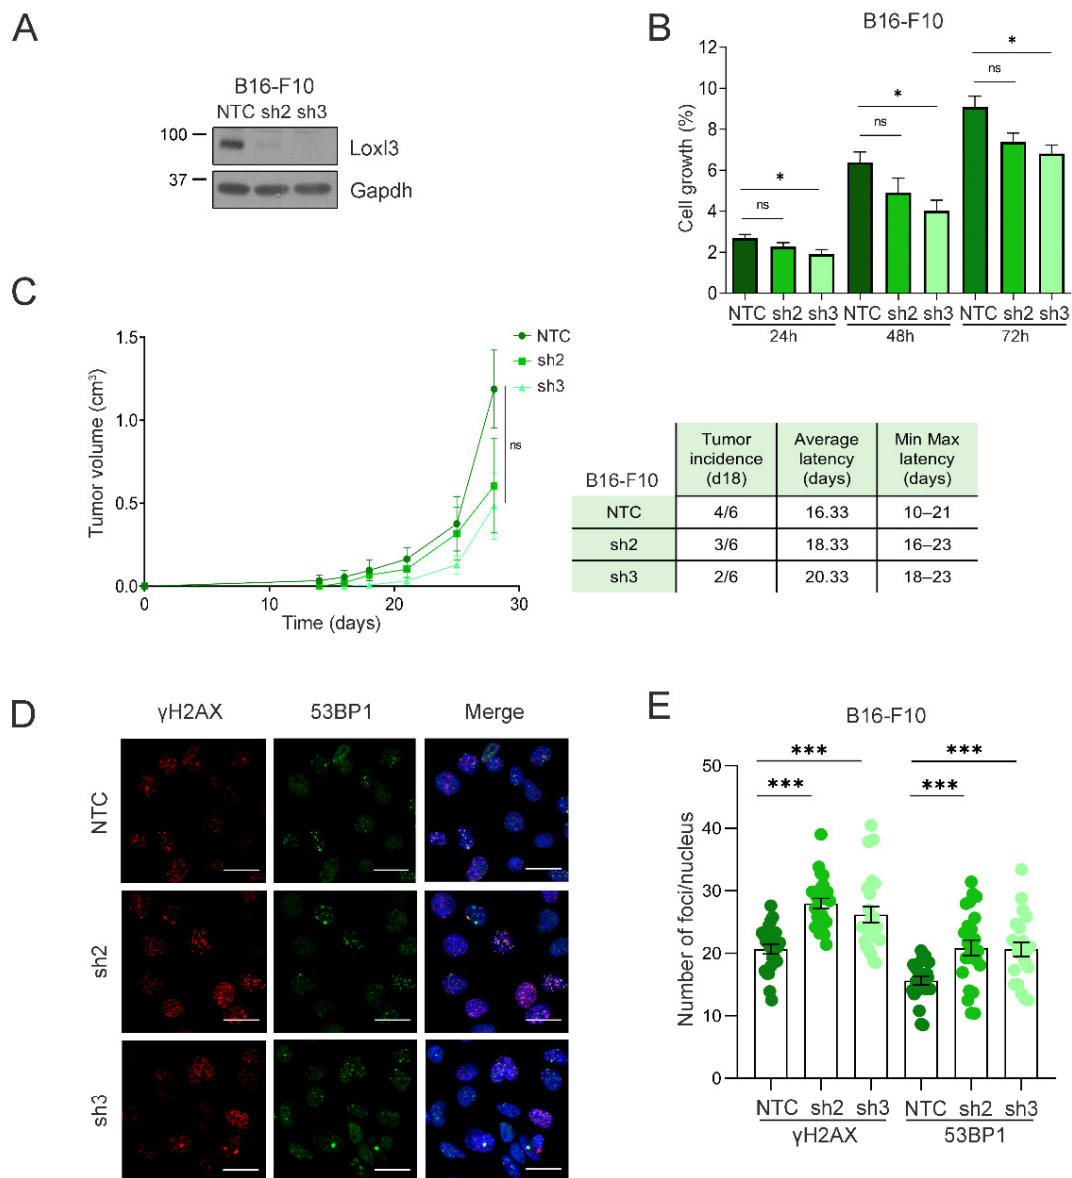 A
B16-F10
NTC sh2 sh3
100
Loxl3
37
Gapdh
B
B16-F10
Cell growth (%)
12
10
8
6
4
2
0
*
ns
*
ns
*
ns
NTC sh2 sh3 NTC sh2 sh3 NTC sh2 sh3
24h 48h 72h
C
Tumor volume (cm³)
1.5
1.0
0.5
0.0
0 10 20 30
Time (days)
NTC
sh2
sh3
ns
B16-F10 Tumor incidence (d18) Average latency (days) Min Max latency (days)
NTC 4/6 16.33 10–21
sh2 3/6 18.33 16–23
sh3 2/6 20.33 18–23
D
γH2AX 53BP1 Merge
NTC
sh2
sh3
E
B16-F10
Number of foci/nucleus
50
40
30
20
10
0
*** ***
*** ***
NTC sh2 sh3 NTC sh2 sh3
γH2AX 53BP1